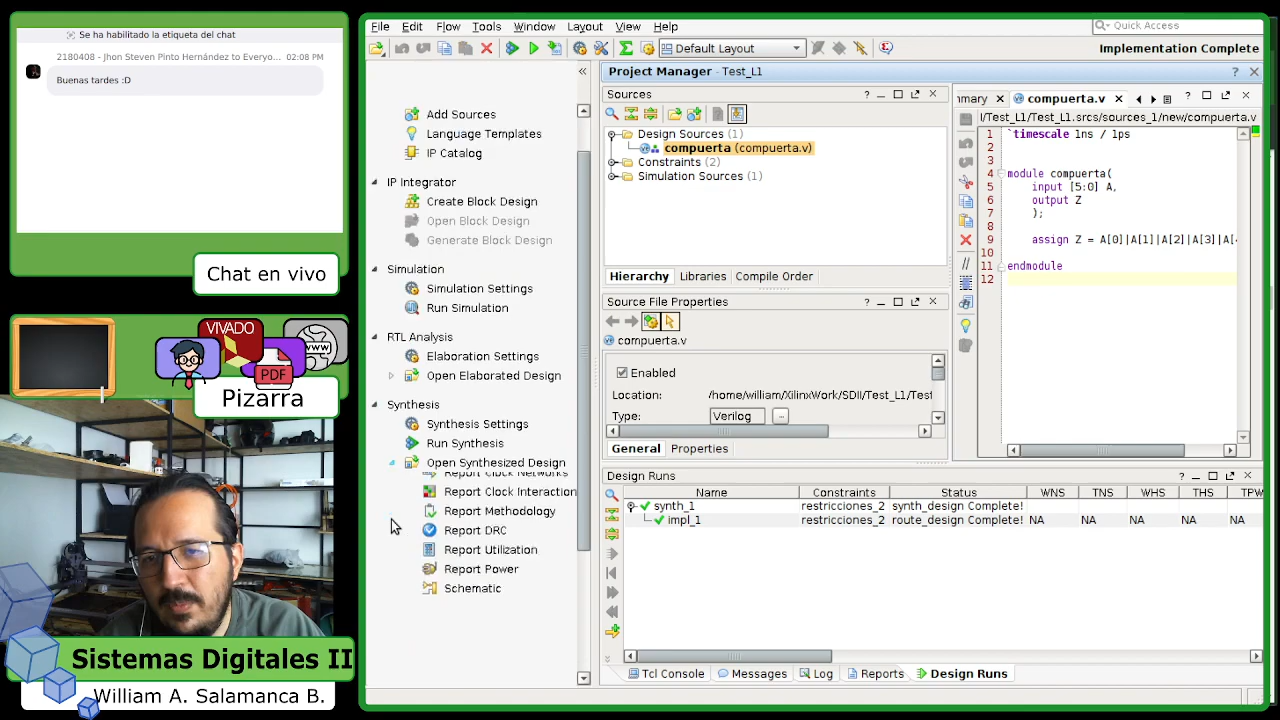 Se ha habilitado la etiqueta del chat
2180408 - Jhon Steven Pinto Hernández to Everyo... 02:08 PM
Buenas tardes :D
Chat en vivo
VIVADO
WWW
PDF
Pizarra
Sistemas Digitales II
William A. Salamanca B.
File Edit Flow Tools Window Layout View Help
Quick Access
Default Layout
Implementation Complete
Add Sources
Language Templates
IP Catalog
IP Integrator
Create Block Design
Open Block Design
Generate Block Design
Simulation
Simulation Settings
Run Simulation
RTL Analysis
Elaboration Settings
Open Elaborated Design
Synthesis
Synthesis Settings
Run Synthesis
Open Synthesized Design
Report Clock Networks
Report Clock Interaction
Report Methodology
Report DRC
Report Utilization
Report Power
Schematic
Project Manager - Test_L1
Sources
Design Sources (1)
compuerta (compuerta.v)
Constraints (2)
Simulation Sources (1)
Hierarchy Libraries Compile Order
Source File Properties
compuerta.v
Enabled
Location: /home/william/XilinxWork/SDII/Test_L1/Test
Type: Verilog ...
General Properties
mmary compuerta.v
l/Test_L1/Test_L1.srcs/sources_1/new/compuerta.v
1 `timescale 1ns / 1ps
2
3
4 module compuerta(
5 input [5:0] A,
6 output Z
7 );
8
9 assign Z = A[0]|A[1]|A[2]|A[3]|A[
10
11 endmodule
12
Design Runs
Name Constraints Status WNS TNS WHS THS TPW
synth_1 restricciones_2 synth_design Complete!
impl_1 restricciones_2 route_design Complete! NA NA NA NA NA
Tcl Console Messages Log Reports Design Runs